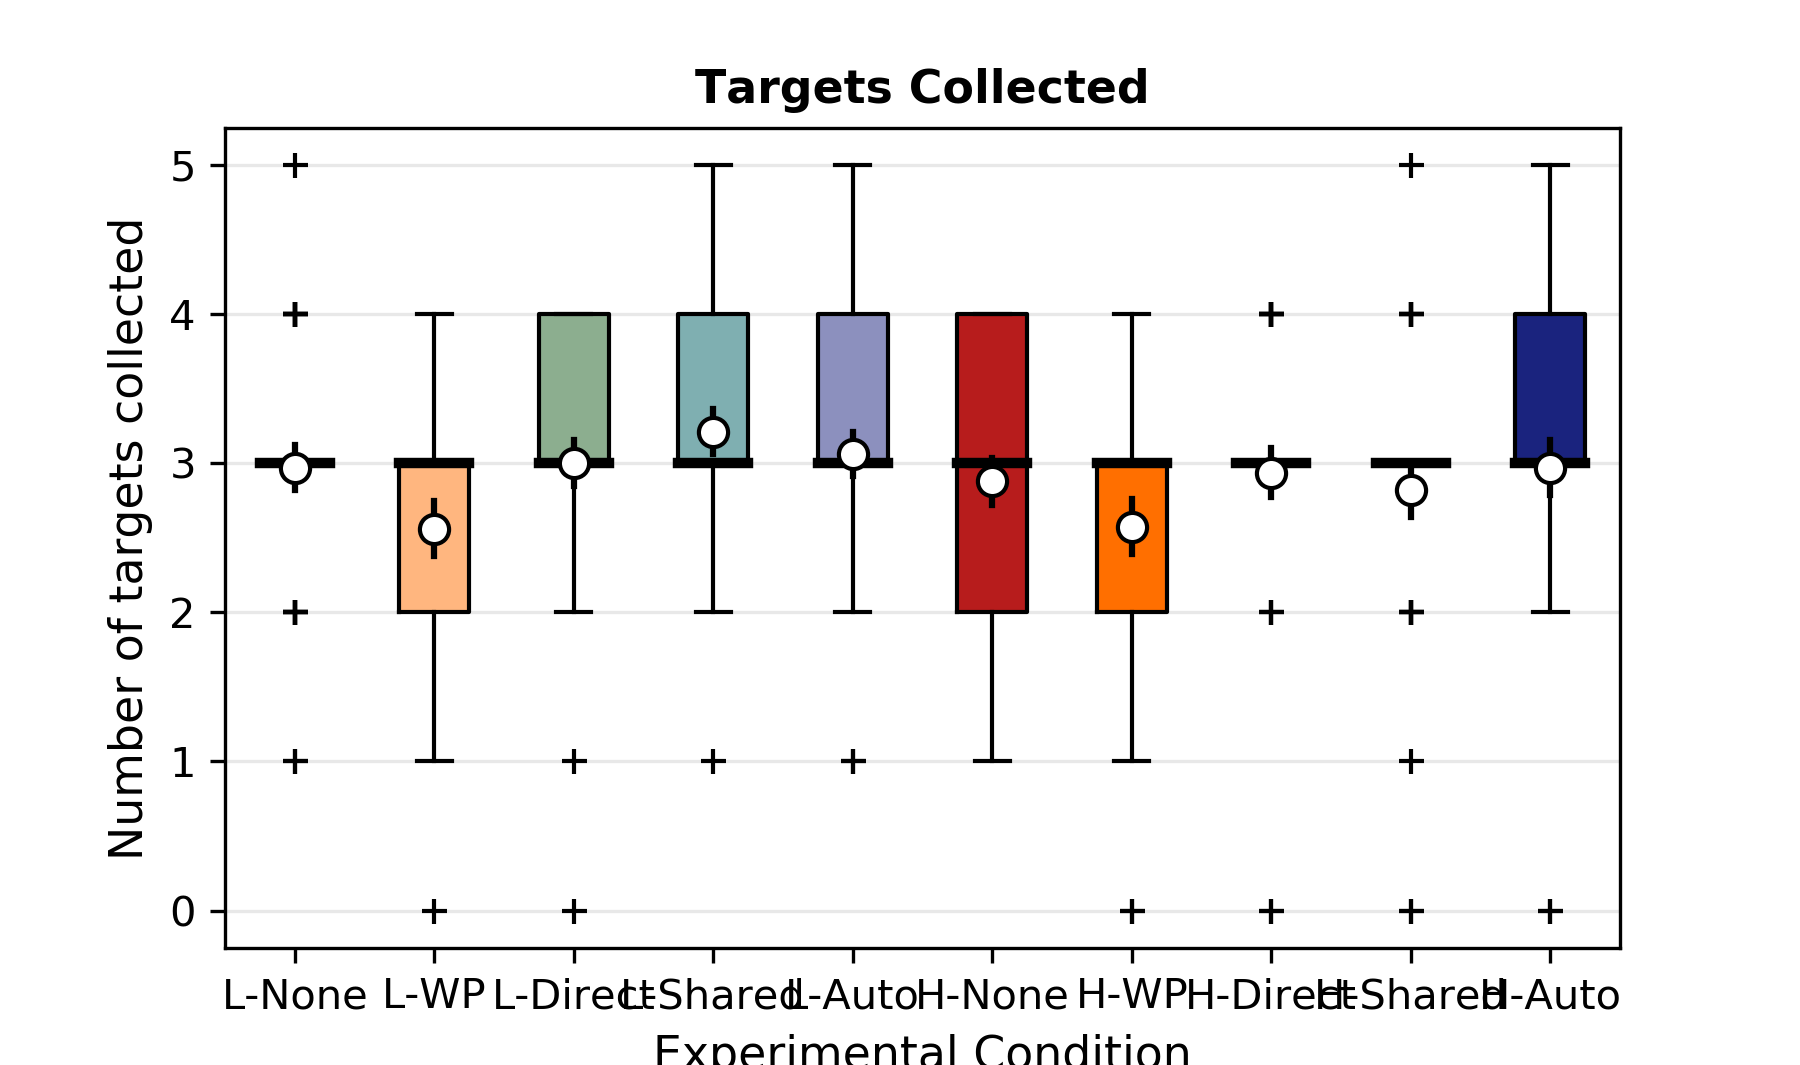 Targets Collected
Number of targets collected
5
4
3
2
1
0
L-None L-WP L-Direct L-Shared L-Auto H-None H-WP H-Direct H-Shared H-Auto
Experimental Condition